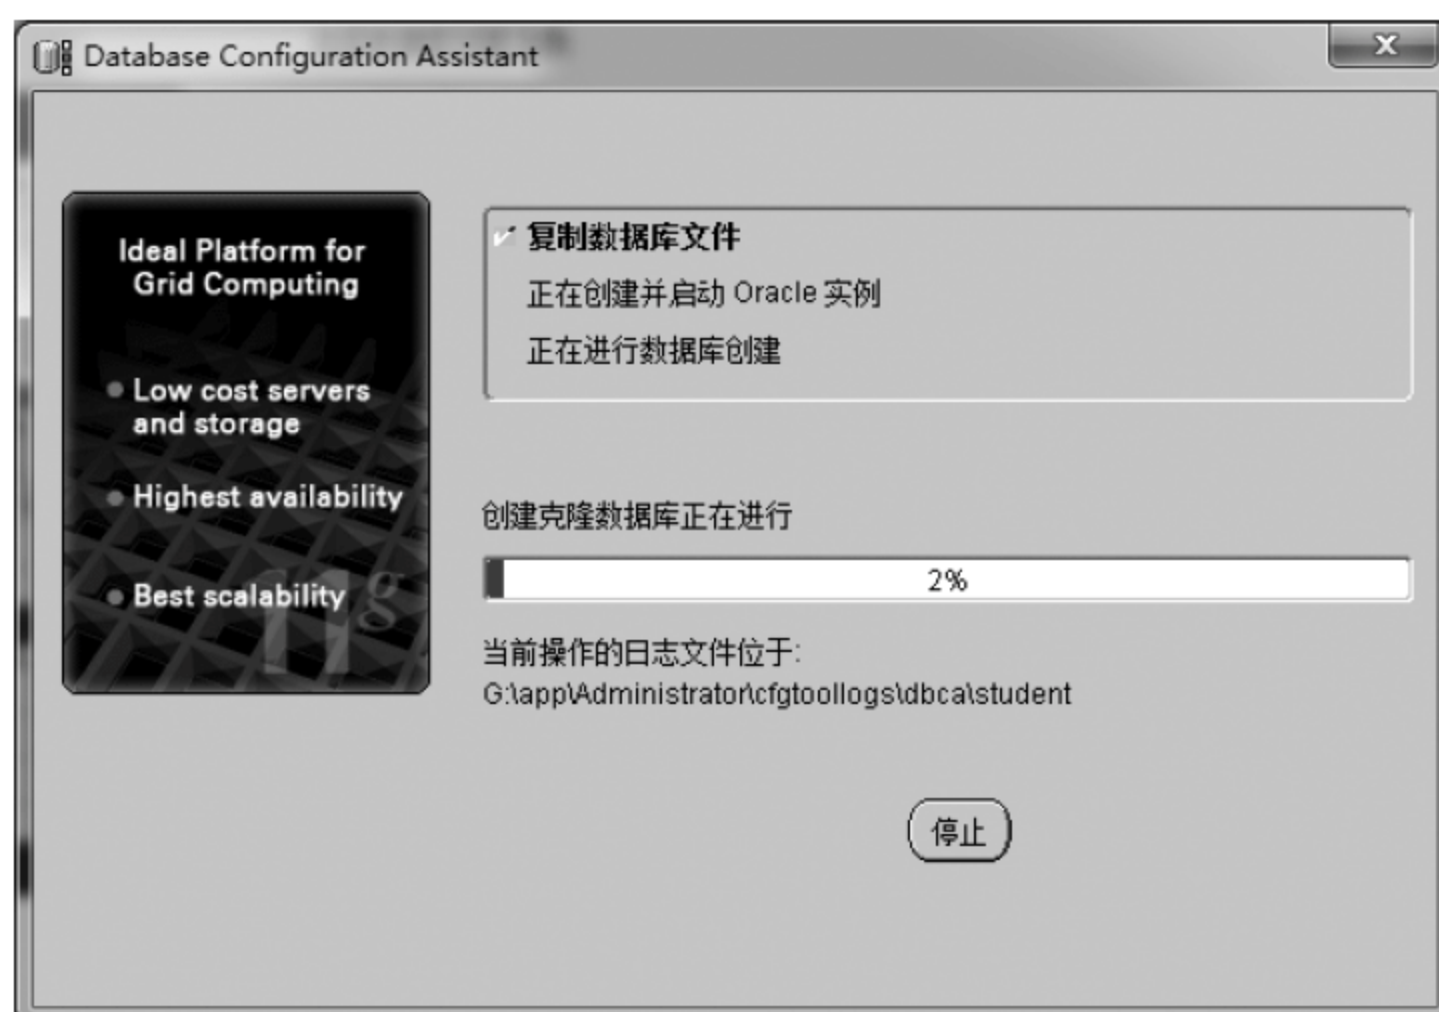 Database Configuration Assistant
Ideal Platform for
Grid Computing
Low cost servers
and storage
Highest availability
Best scalability
11g
复制数据库文件
正在创建并启动 Oracle 实例
正在进行数据库创建
创建克隆数据库正在进行
2%
当前操作的日志文件位于:
G:\app\Administrator\cfgtoollogs\dbca\student
停止